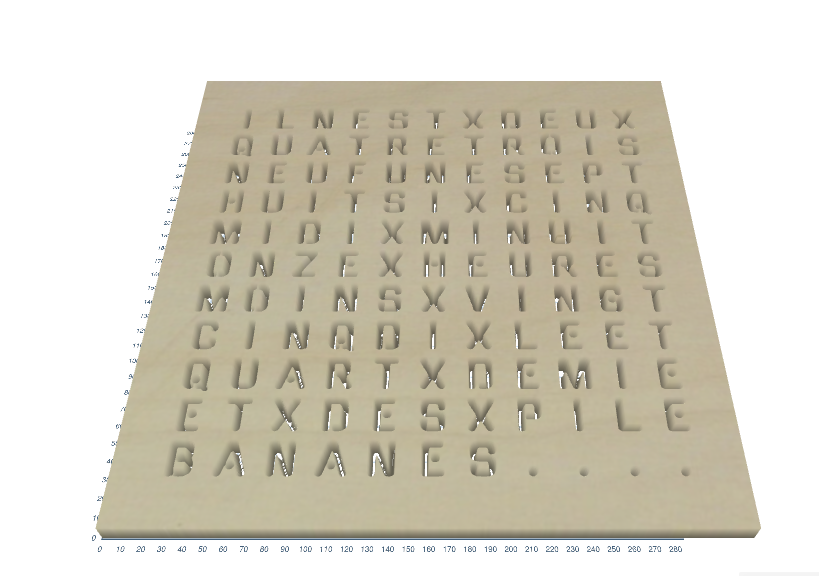 I L N E S T X D E U X
Q U A T R E T R O I S
N E U F U N E S E P T
H U I T S I X C I N Q
M I D I X M I N U I T
O N Z E X H E U R E S
M O I N S X V I N G T
C I N Q D I X L E E T
Q U A R T X D E M I E
E T X D E S X P I L E
B A N A N E S . . . .
0
0 10 20 30 40 50 60 70 80 90 100 110 120 130 140 150 160 170 180 190 200 210 220 230 240 250 260 270 280